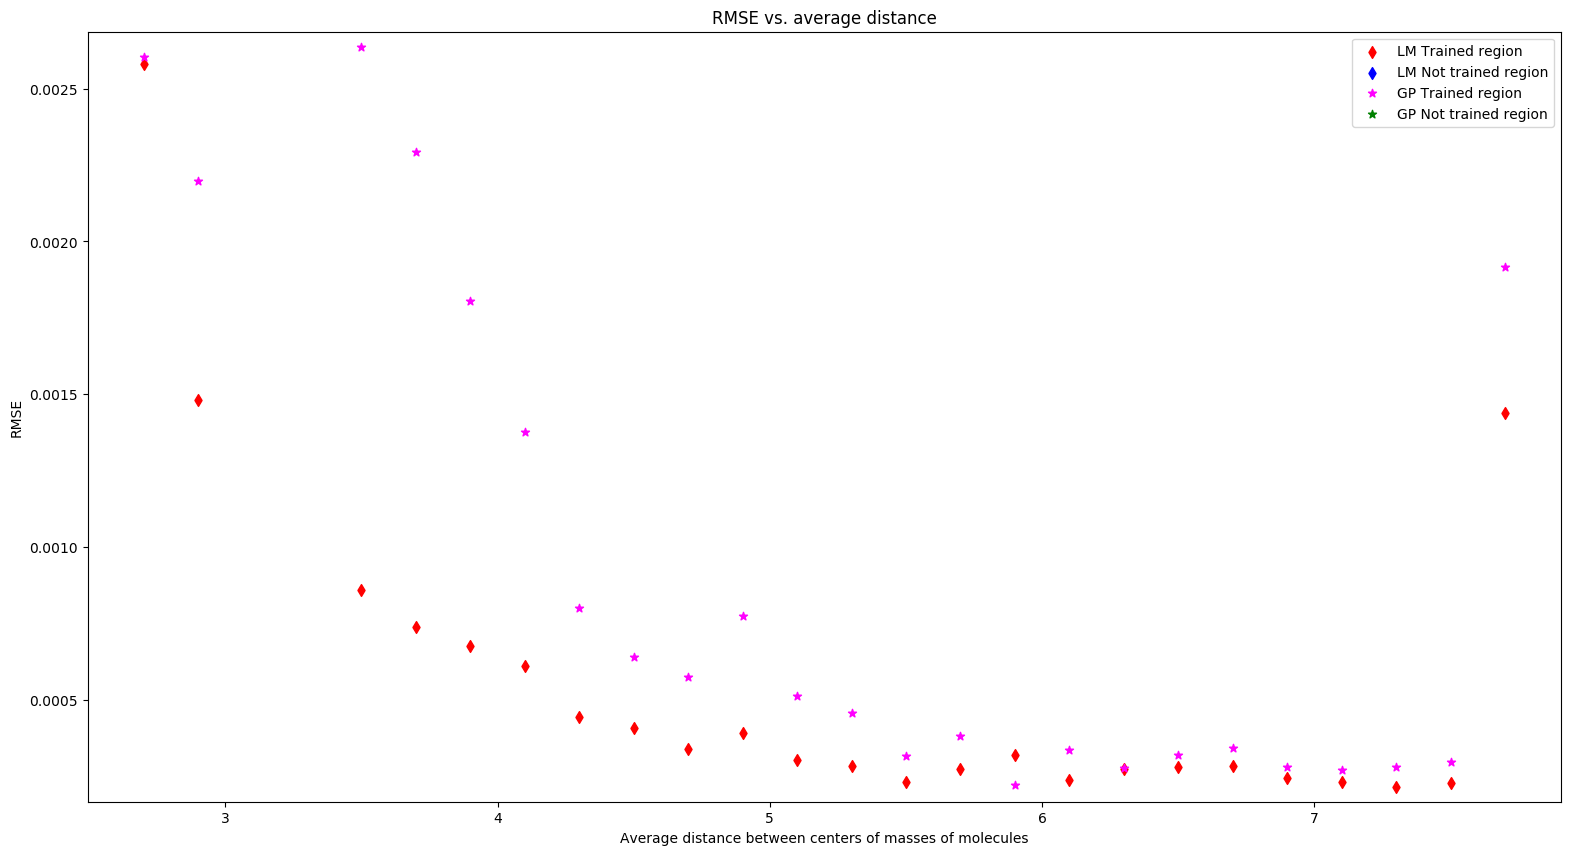 RMSE vs. average distance
LM Trained region
LM Not trained region
GP Trained region
GP Not trained region
0.0025
0.0020
0.0015
0.0010
0.0005
RMSE
3 4 5 6 7
Average distance between centers of masses of molecules